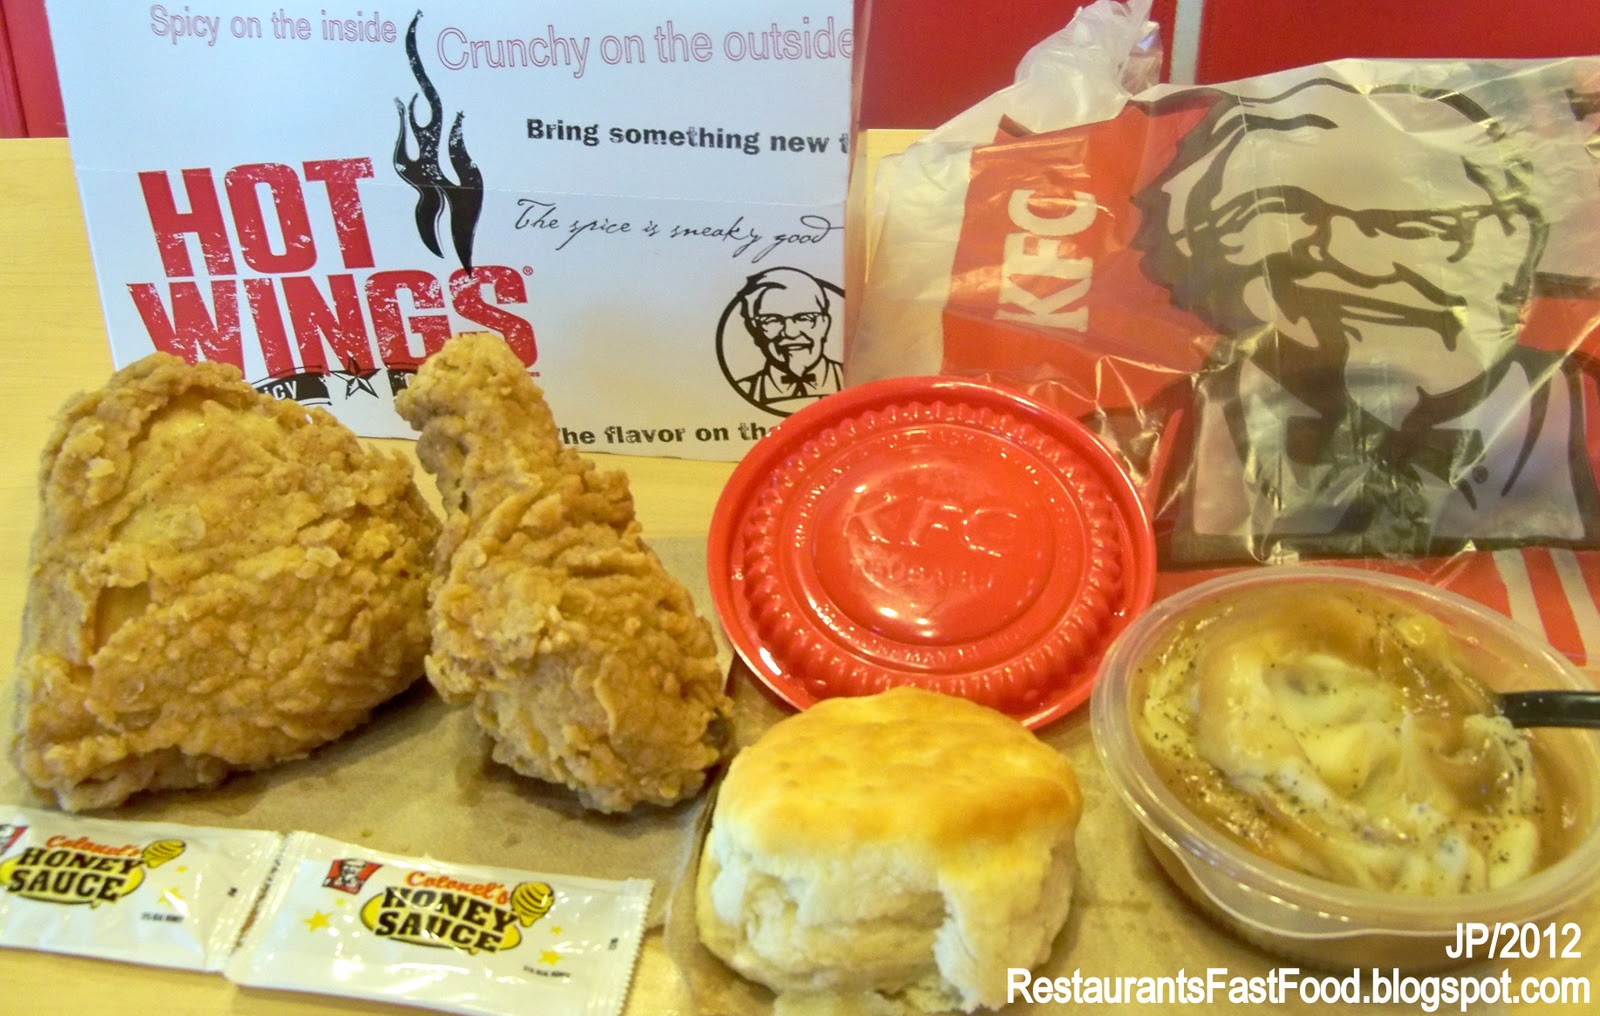 Spicy on the inside
Crunchy on the outside
Bring something new
HOT
WINGS®
The spice is sneaky good
he flavor on
KFC
KFC
Colonel's
HONEY
SAUCE
Colonel's
HONEY
SAUCE
JP/2012
RestaurantsFastFood.blogspot.com